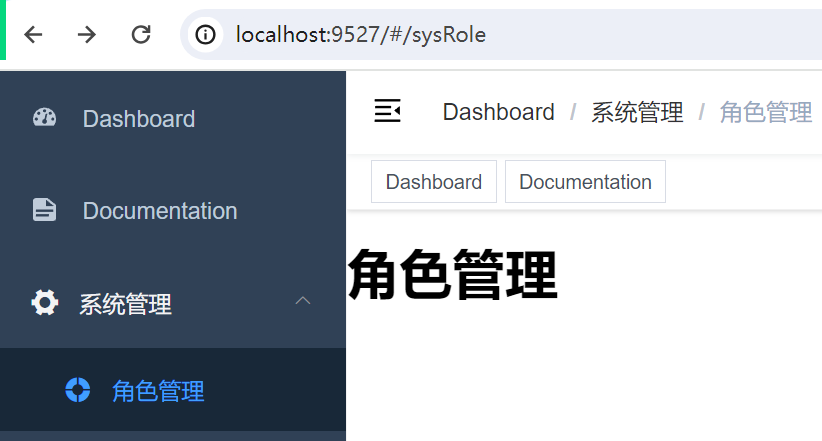 localhost:9527/#/sysRole
Dashboard
Dashboard / 系统管理 / 角色管理
Dashboard Documentation
Documentation
角色管理
系统管理
角色管理